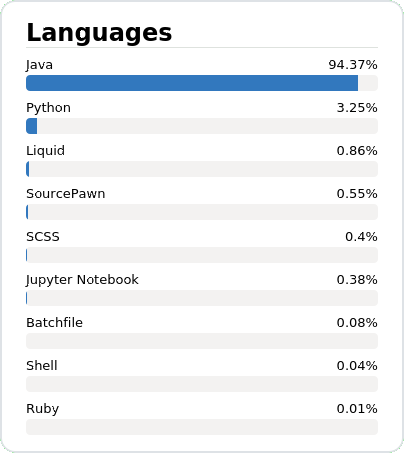 Languages
Java 94.37%
Python 3.25%
Liquid 0.86%
SourcePawn 0.55%
SCSS 0.4%
Jupyter Notebook 0.38%
Batchfile 0.08%
Shell 0.04%
Ruby 0.01%